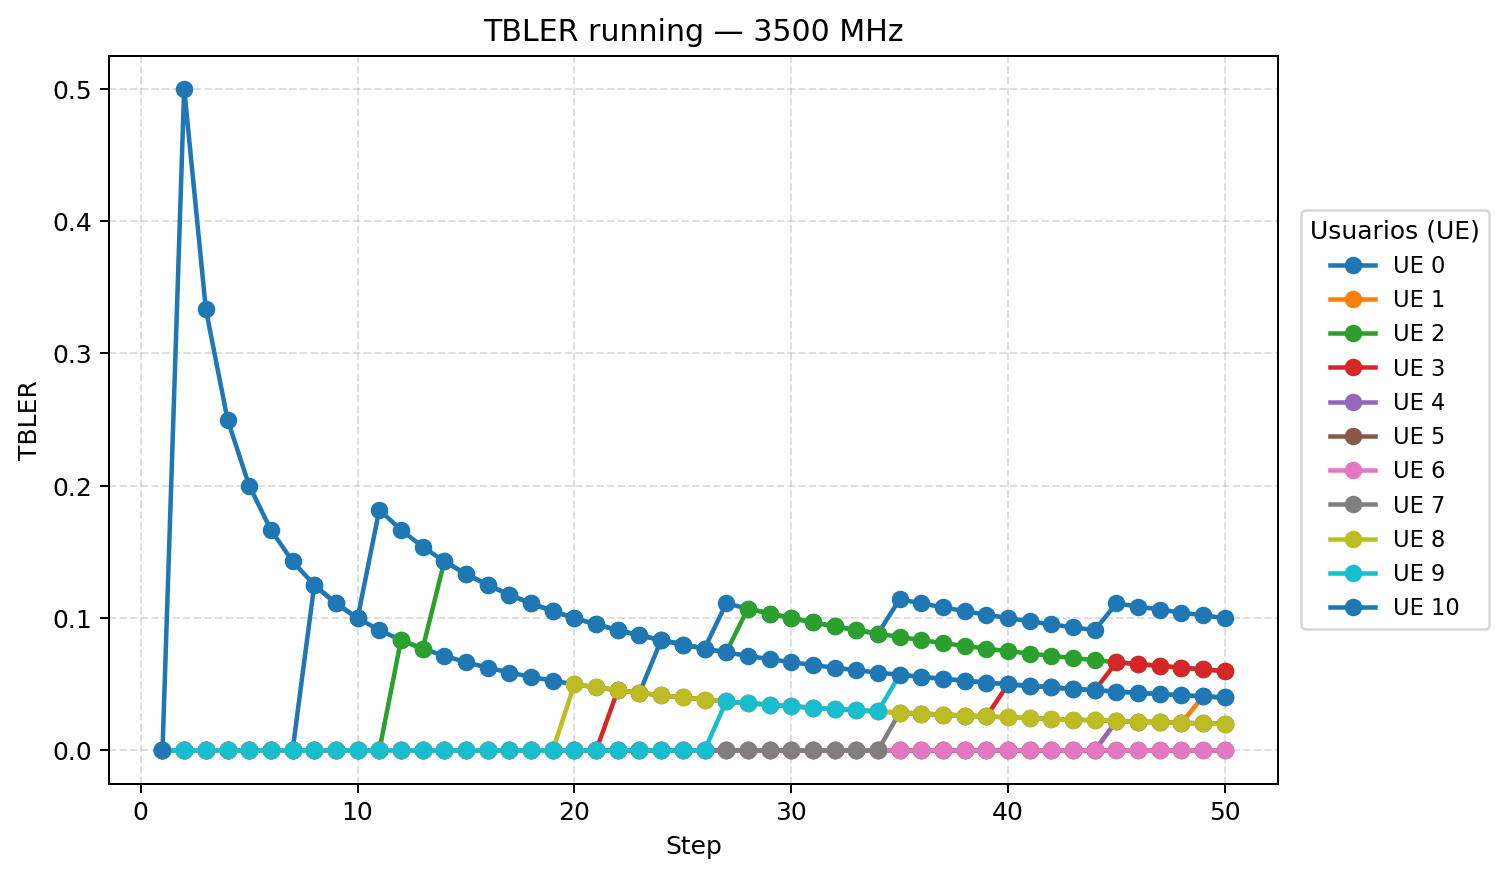 TBLER running — 3500 MHz
TBLER
0.5
0.4
0.3
0.2
0.1
0.0
0 10 20 30 40 50
Step
Usuarios (UE)
UE 0
UE 1
UE 2
UE 3
UE 4
UE 5
UE 6
UE 7
UE 8
UE 9
UE 10